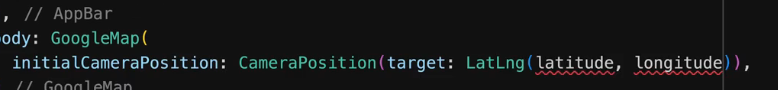 , // AppBar
body: GoogleMap(
initialCameraPosition: CameraPosition(target: LatLng(latitude, longitude)),
// GoogleMap